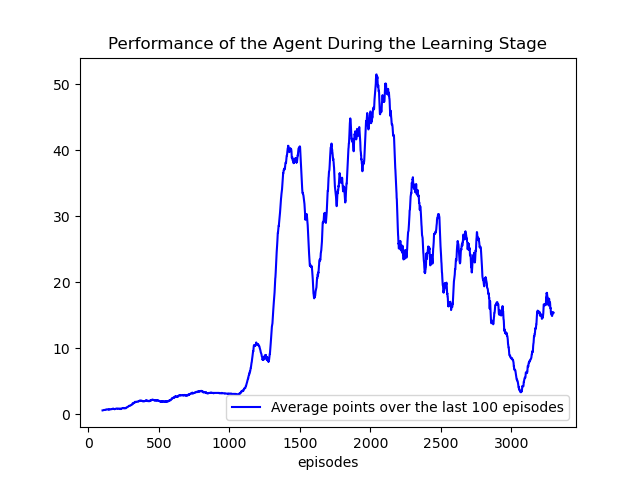 Performance of the Agent During the Learning Stage
50
40
30
20
10
0
Average points over the last 100 episodes
0 500 1000 1500 2000 2500 3000
episodes